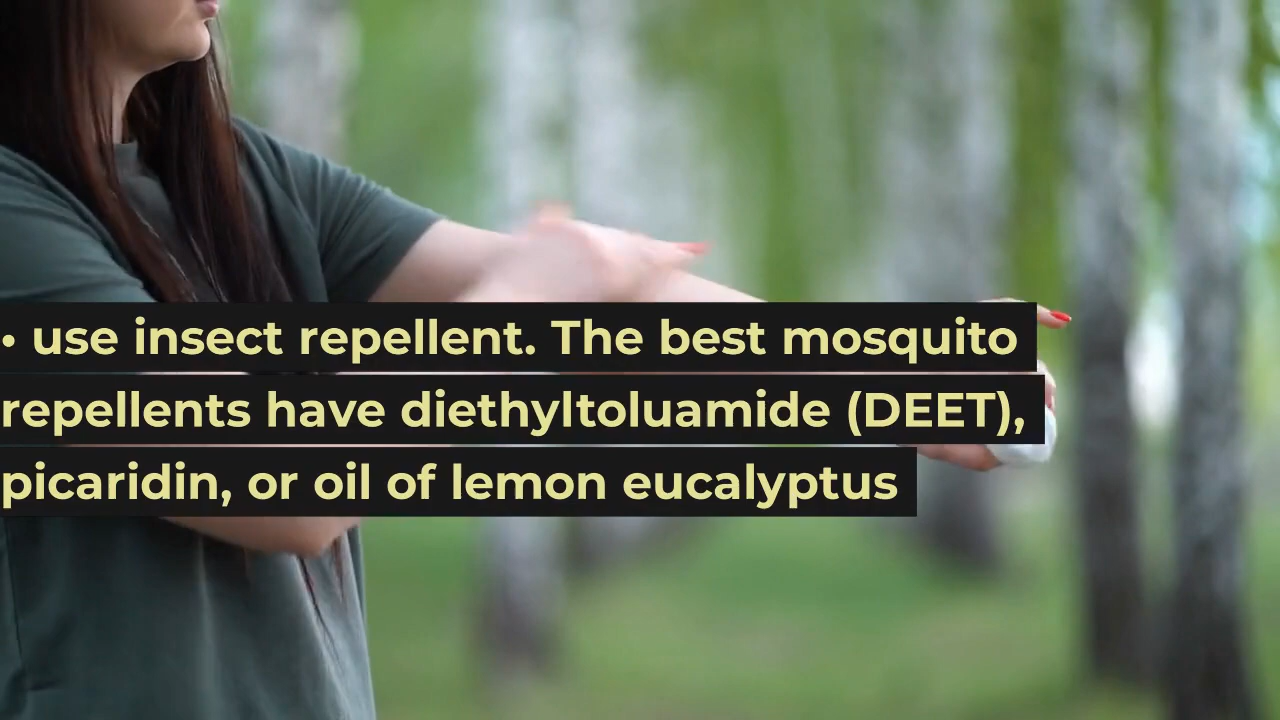 • use insect repellent. The best mosquito
repellents have diethyltoluamide (DEET),
picaridin, or oil of lemon eucalyptus